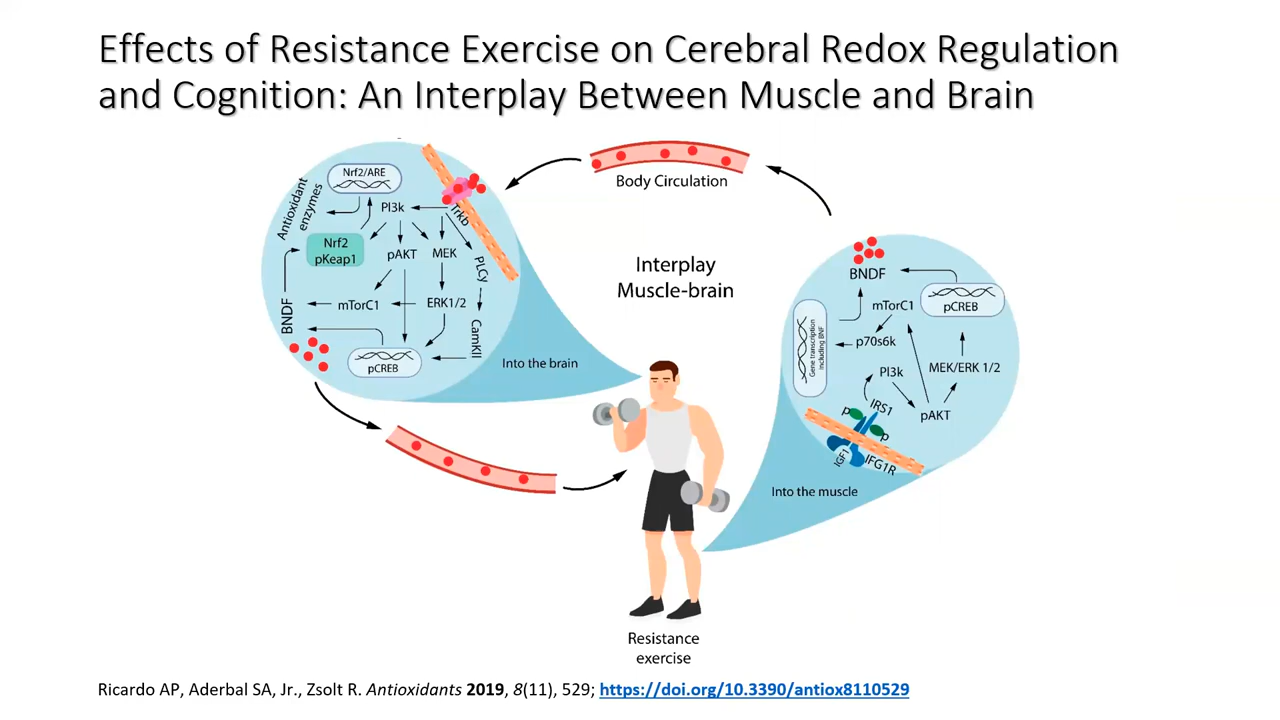 Effects of Resistance Exercise on Cerebral Redox Regulation
and Cognition: An Interplay Between Muscle and Brain
Body Circulation
Interplay
Muscle-brain
Nrf2/ARE
Antioxidant
enzymes
PI3k
Trkb
Nrf2
pKeap1
pAKT
MEK
PLCγ
BNDF
mTorC1
ERK1/2
CamKII
pCREB
Into the brain
BNDF
mTorC1
pCREB
Gene transcription
including BNF
p70s6k
PI3k
MEK/ERK 1/2
IRS1
p
p
pAKT
IGF1
IFG1R
Into the muscle
Resistance
exercise
Ricardo AP, Aderbal SA, Jr., Zsolt R. Antioxidants 2019, 8(11), 529; https://doi.org/10.3390/antiox8110529